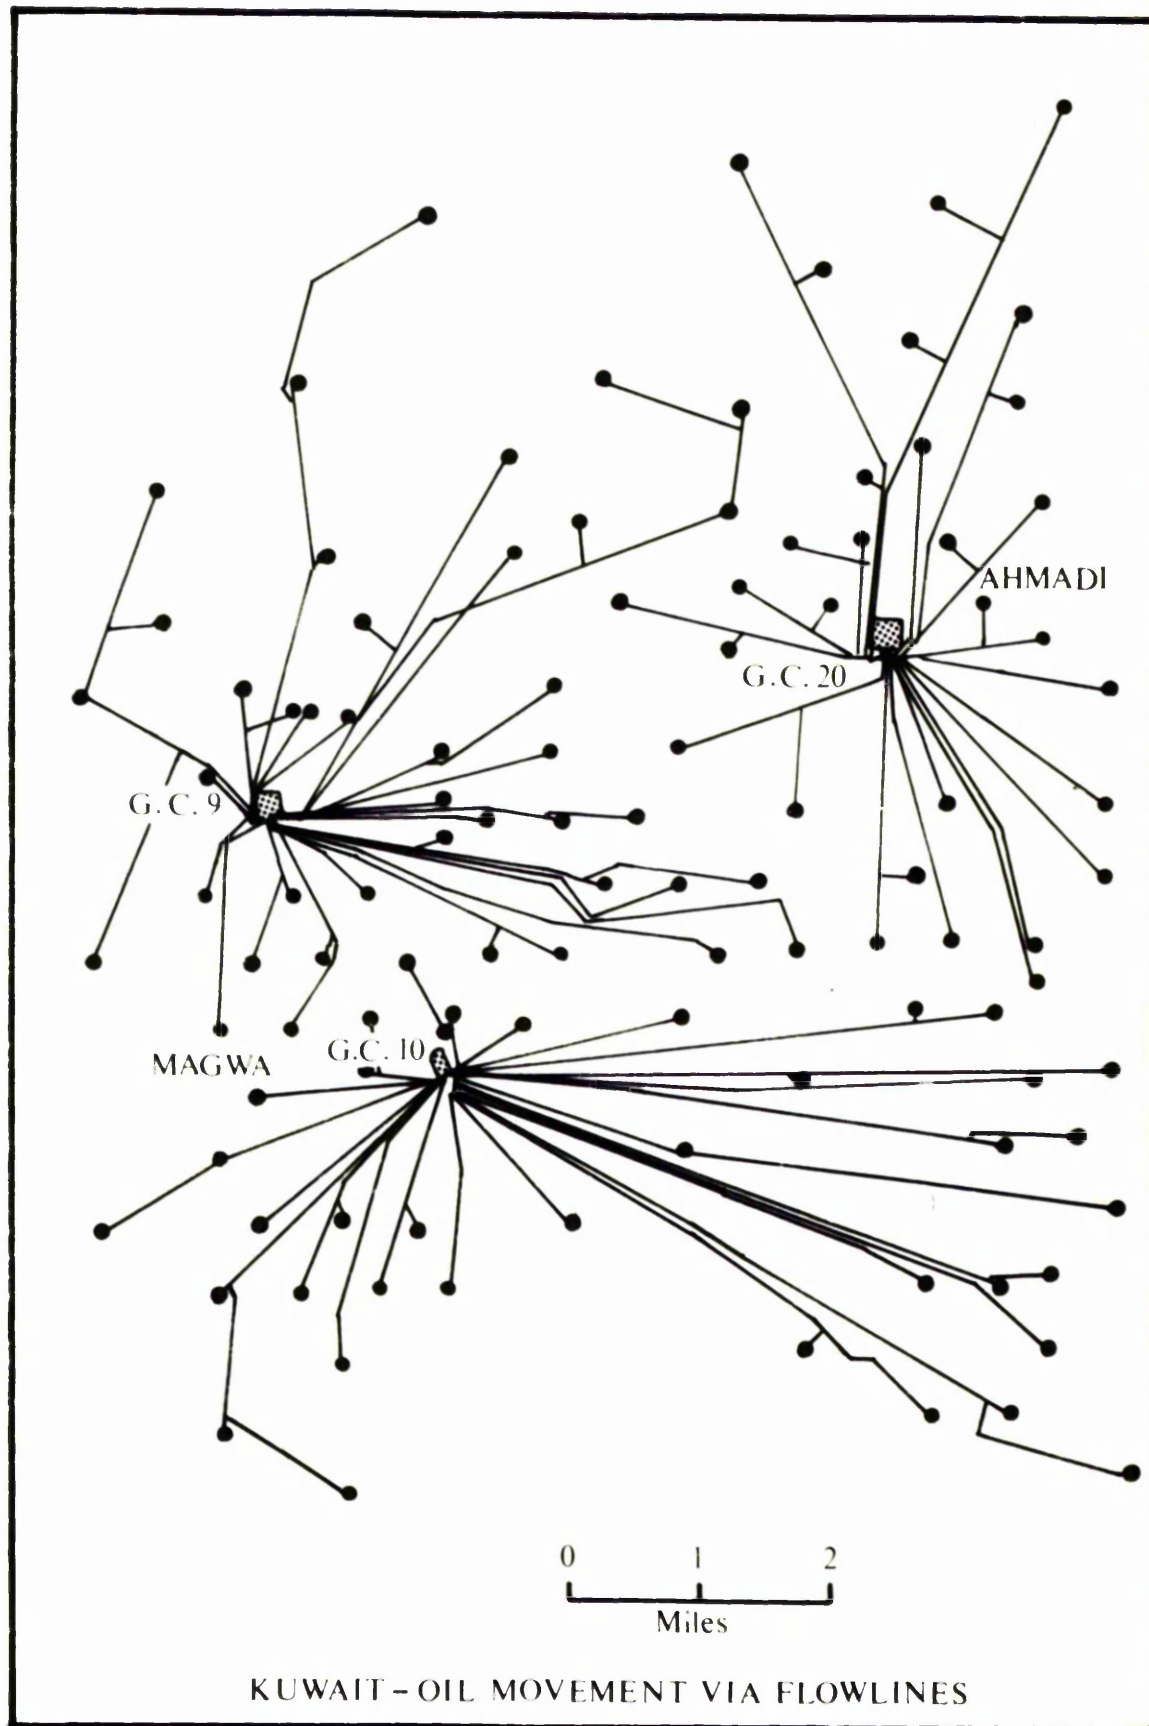 AHMADI
G.C.20
G.C.9
G.C.10
MAGWA
0 1 2
Miles
KUWAIT-OIL MOVEMENT VIA FLOWLINES